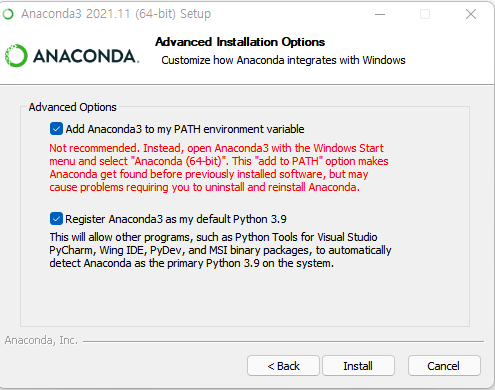 Anaconda3 2021.11 (64-bit) Setup
ANACONDA.
Advanced Installation Options
Customize how Anaconda integrates with Windows
Advanced Options
Add Anaconda3 to my PATH environment variable
Not recommended. Instead, open Anaconda3 with the Windows Start
menu and select "Anaconda (64-bit)". This "add to PATH" option makes
Anaconda get found before previously installed software, but may
cause problems requiring you to uninstall and reinstall Anaconda.
Register Anaconda3 as my default Python 3.9
This will allow other programs, such as Python Tools for Visual Studio
PyCharm, Wing IDE, PyDev, and MSI binary packages, to automatically
detect Anaconda as the primary Python 3.9 on the system.
Anaconda, Inc.
< Back
Install
Cancel